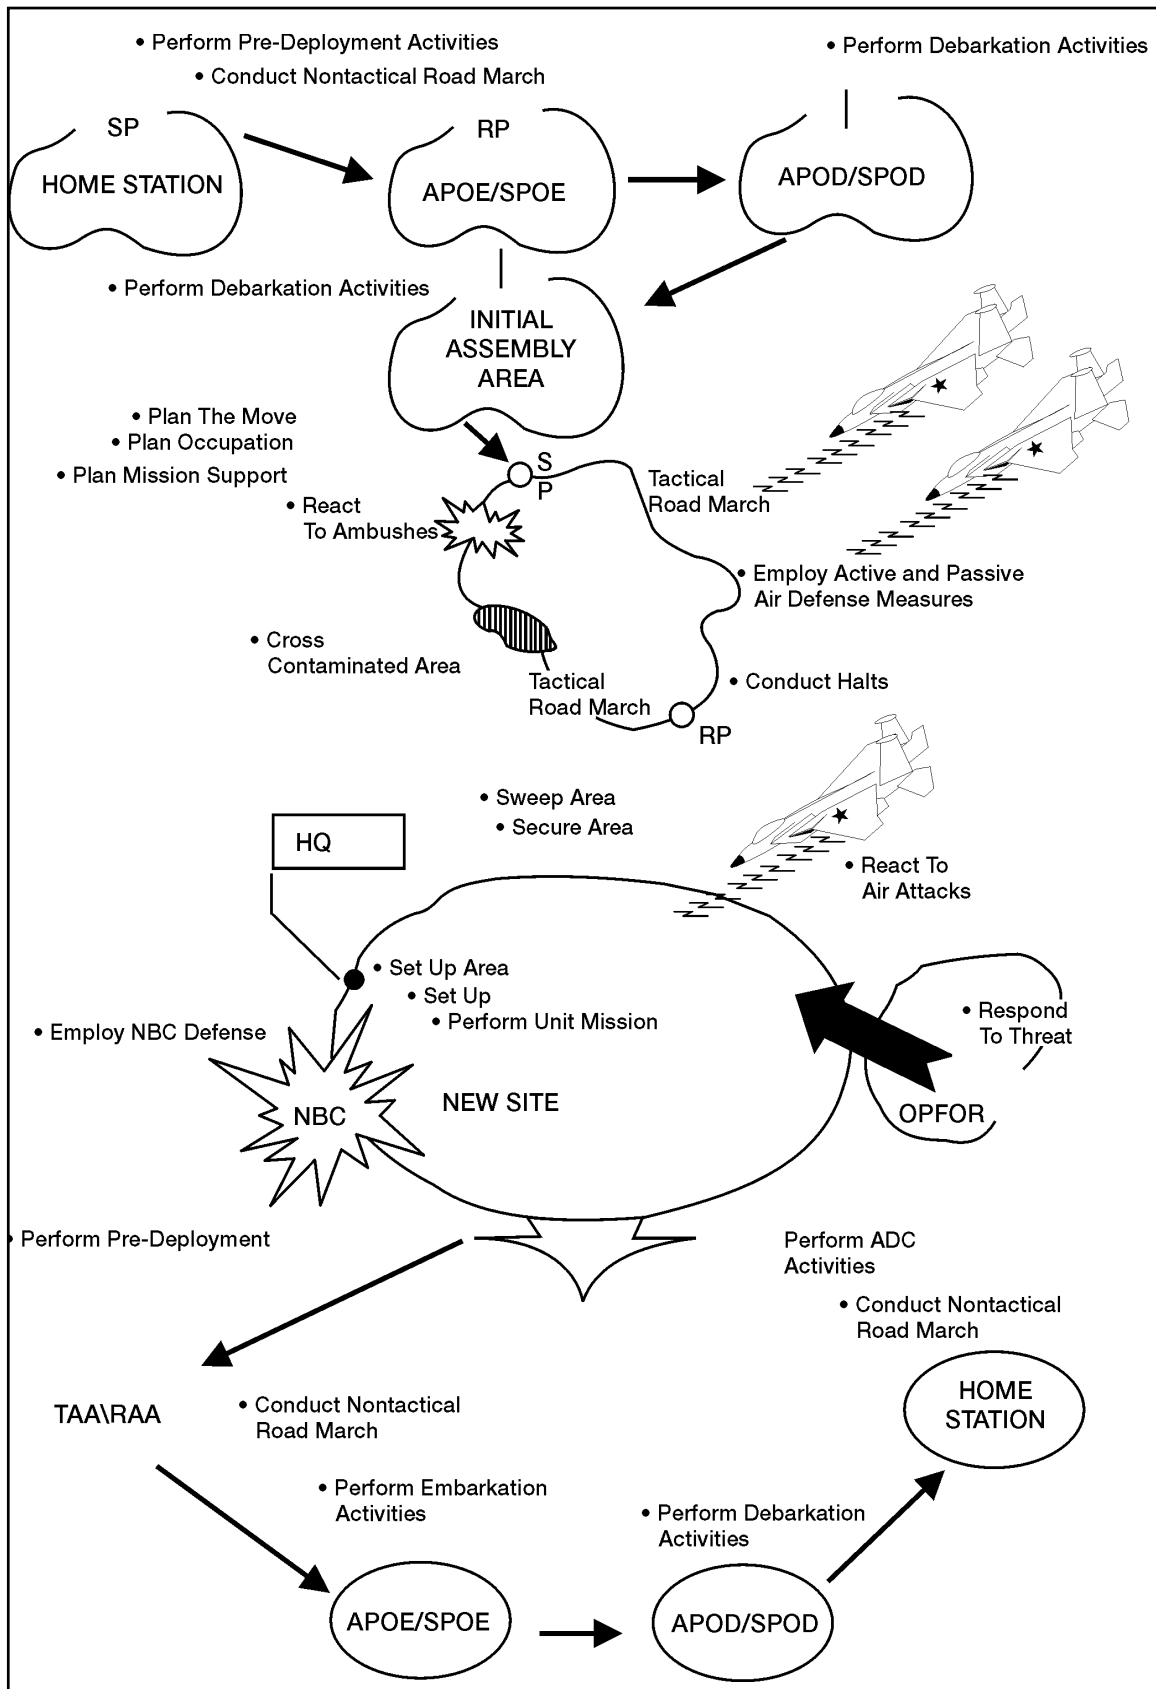 • Perform Pre-Deployment Activities
• Conduct Nontactical Road March
• Perform Debarkation Activities
SP
HOME STATION
RP
APOE/SPOE
APOD/SPOD
• Perform Debarkation Activities
INITIAL
ASSEMBLY
AREA
• Plan The Move
• Plan Occupation
• Plan Mission Support
• React
To Ambushes
S
P
Tactical
Road March
• Employ Active and Passive
Air Defense Measures
• Cross
Contaminated Area
Tactical
Road March
• Conduct Halts
RP
• Sweep Area
• Secure Area
HQ
• React To
Air Attacks
• Set Up Area
• Set Up
• Perform Unit Mission
• Employ NBC Defense
• Respond
To Threat
NBC
NEW SITE
OPFOR
• Perform Pre-Deployment
Perform ADC
Activities
• Conduct Nontactical
Road March
HOME
STATION
TAA\RAA
• Conduct Nontactical
Road March
• Perform Embarkation
Activities
• Perform Debarkation
Activities
APOE/SPOE
APOD/SPOD